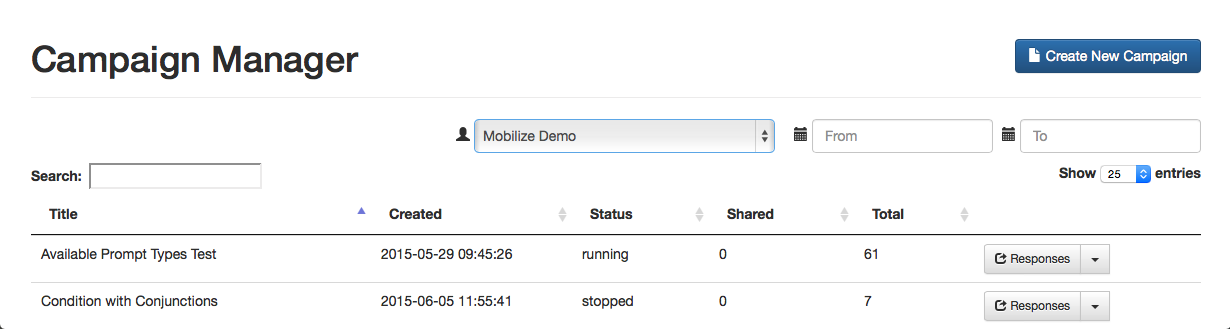 Campaign Manager
Create New Campaign
Mobilize Demo From To
Search: Show 25 entries
Title Created Status Shared Total
Available Prompt Types Test 2015-05-29 09:45:26 running 0 61 Responses
Condition with Conjunctions 2015-06-05 11:55:41 stopped 0 7 Responses